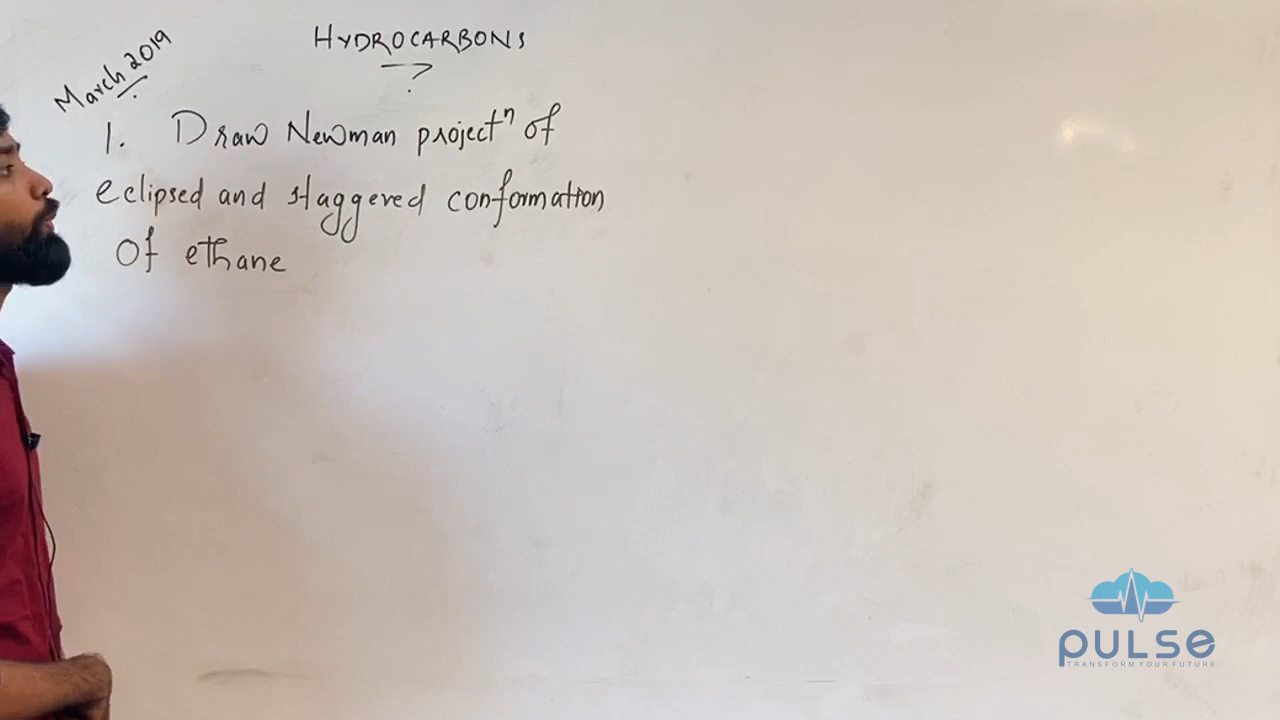 HYDROCARBONS
?
March 2019
1. Draw Newman projectⁿ of
eclipsed and staggered conformation
of ethane
PULSE
TRANSFORM YOUR FUTURE